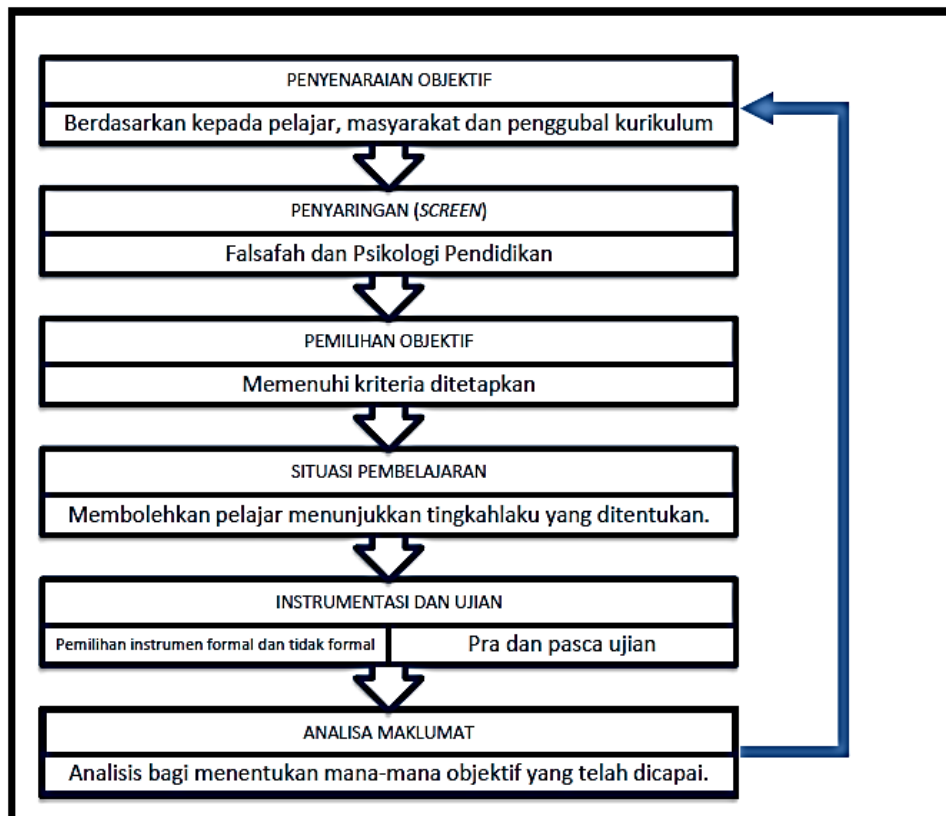 PENYENARAIAN OBJEKTIF
Berdasarkan kepada pelajar, masyarakat dan penggubal kurikulum
PENYARINGAN (SCREEN)
Falsafah dan Psikologi Pendidikan
PEMILIHAN OBJEKTIF
Memenuhi kriteria ditetapkan
SITUASI PEMBELAJARAN
Membolehkan pelajar menunjukkan tingkahlaku yang ditentukan.
INSTRUMENTASI DAN UJIAN
Pemilihan instrumen formal dan tidak formal
Pra dan pasca ujian
ANALISA MAKLUMAT
Analisis bagi menentukan mana-mana objektif yang telah dicapai.